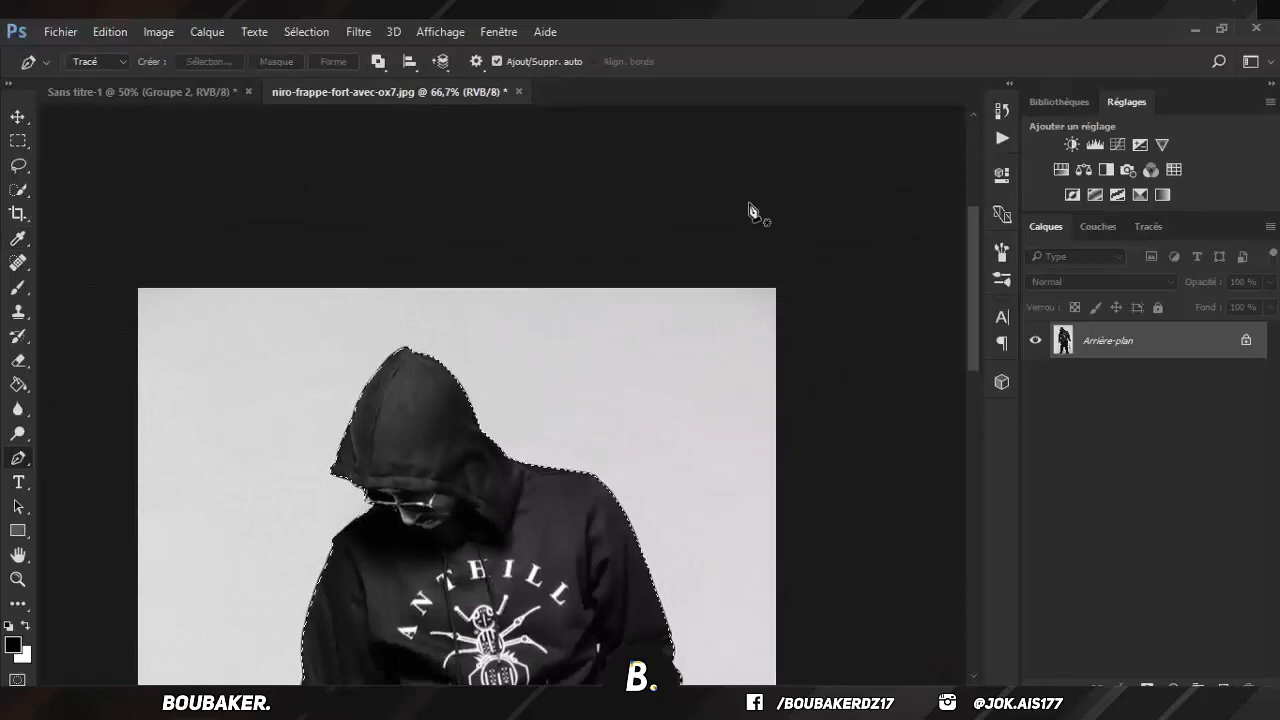 Ps Fichier Edition Image Calque Texte Sélection Filtre 3D Affichage Fenêtre Aide
Tracé Créer : Sélection... Masque Forme Ajout/Suppr. auto Align. bords
Sans titre-1 @ 50% (Groupe 2, RVB/8) * × niro-frappe-fort-avec-ox7.jpg @ 66,7% (RVB/8) * ×
Bibliothèques Réglages
Ajouter un réglage
Calques Couches Tracés
Type
Normal Opacité : 100 %
Verrou : Fond : 100 %
Arrière-plan
ANTHILL
B.
BOUBAKER. /BOUBAKERDZ17 @JOK.AIS177